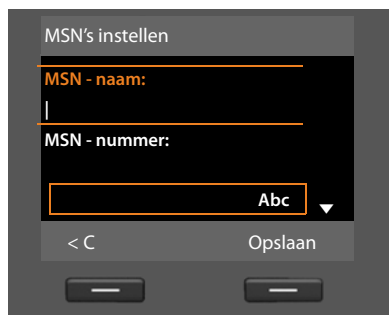 MSN's instellen
MSN - naam:
MSN - nummer:
Abc
< C Opslaan